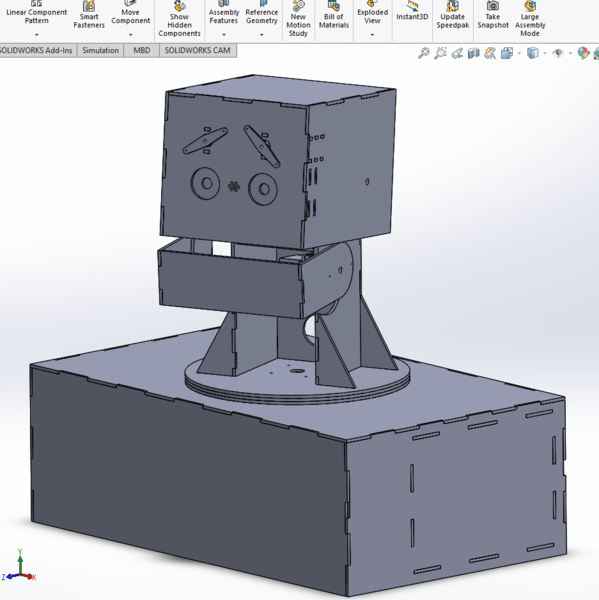 Linear Component Pattern
Smart Fasteners
Move Component
Show Hidden Components
Assembly Features
Reference Geometry
New Motion Study
Bill of Materials
Exploded View
Instant3D
Update Speedpak
Take Snapshot
Large Assembly Mode
SOLIDWORKS Add-Ins
Simulation
MBD
SOLIDWORKS CAM
Y
Z
X